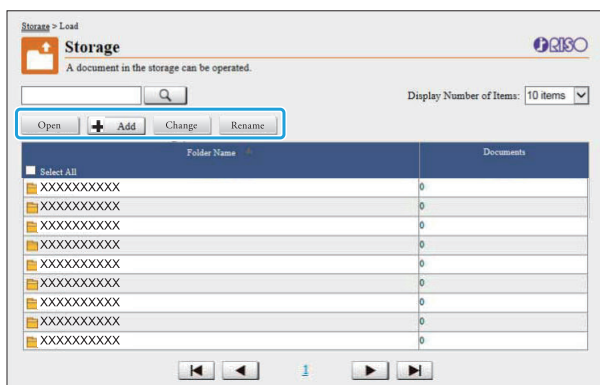 Storage > Load
Storage
RISO
A document in the storage can be operated.
Display Number of Items: 10 items
Open Add Change Rename
Folder Name Documents
Select All
XXXXXXXXXX 0
XXXXXXXXXX 0
XXXXXXXXXX 0
XXXXXXXXXX 0
XXXXXXXXXX 0
XXXXXXXXXX 0
XXXXXXXXXX 0
XXXXXXXXXX 0
XXXXXXXXXX 0
1